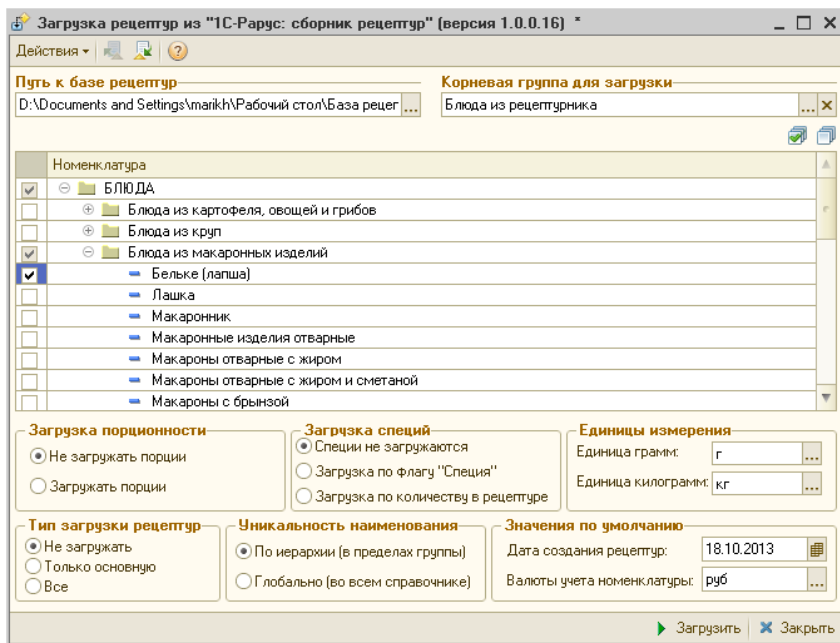 Загрузка рецептур из "1С-Рарус: сборник рецептур" (версия 1.0.0.16) *
Действия
Путь к базе рецептур
Корневая группа для загрузки
D:\Documents and Settings\marikh\Рабочий стол\База рецег ...
Блюда из рецептурника ...
Номенклатура
БЛЮДА
Блюда из картофеля, овощей и грибов
Блюда из круп
Блюда из макаронных изделий
Бельке (лапша)
Лашка
Макаронник
Макаронные изделия отварные
Макароны отварные с жиром
Макароны отварные с жиром и сметаной
Макароны с брынзой
Загрузка порционности
Не загружать порции
Загружать порции
Загрузка специй
Специи не загружаются
Загрузка по флагу "Специя"
Загрузка по количеству в рецептуре
Единицы измерения
Единица грамм: г ...
Единица килограмм: кг ...
Тип загрузки рецептур
Не загружать
Только основную
Все
Уникальность наименования
По иерархии (в пределах группы)
Глобально (во всем справочнике)
Значения по умолчанию
Дата создания рецептур: 18.10.2013
Валюты учета номенклатуры: руб ...
Загрузить
Закрыть